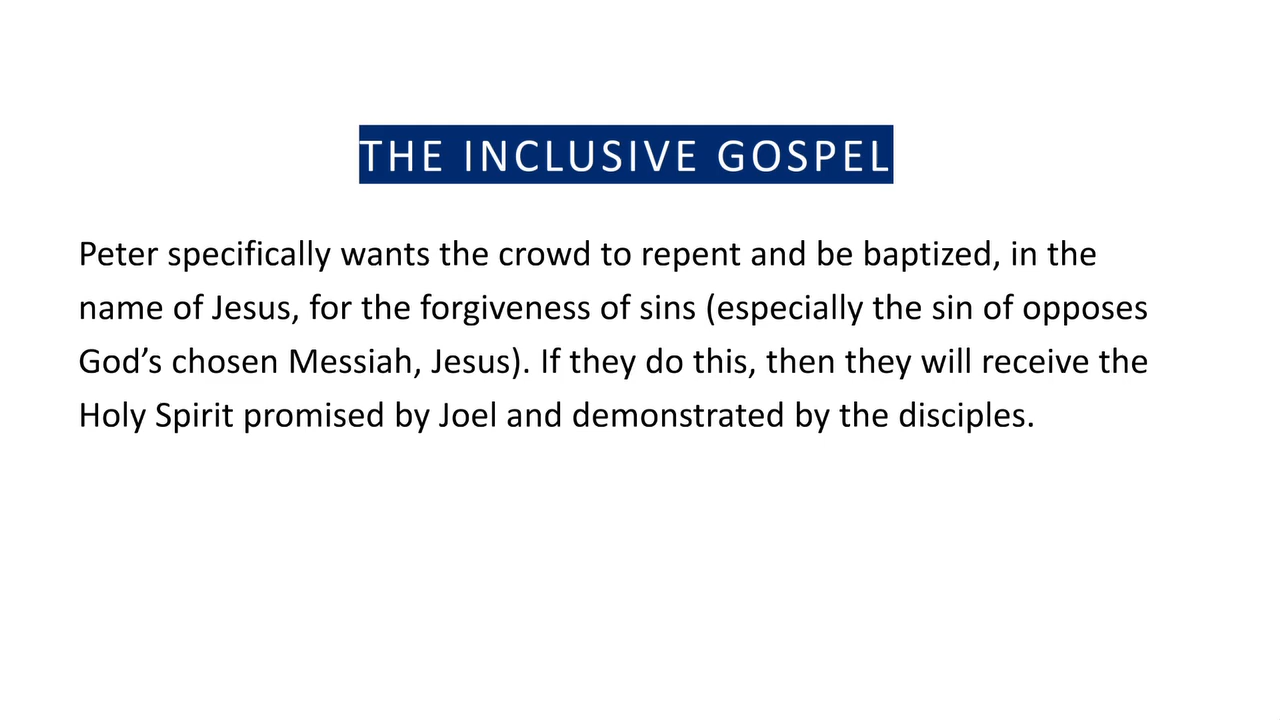 THE INCLUSIVE GOSPEL
Peter specifically wants the crowd to repent and be baptized, in the
name of Jesus, for the forgiveness of sins (especially the sin of opposes
God’s chosen Messiah, Jesus). If they do this, then they will receive the
Holy Spirit promised by Joel and demonstrated by the disciples.